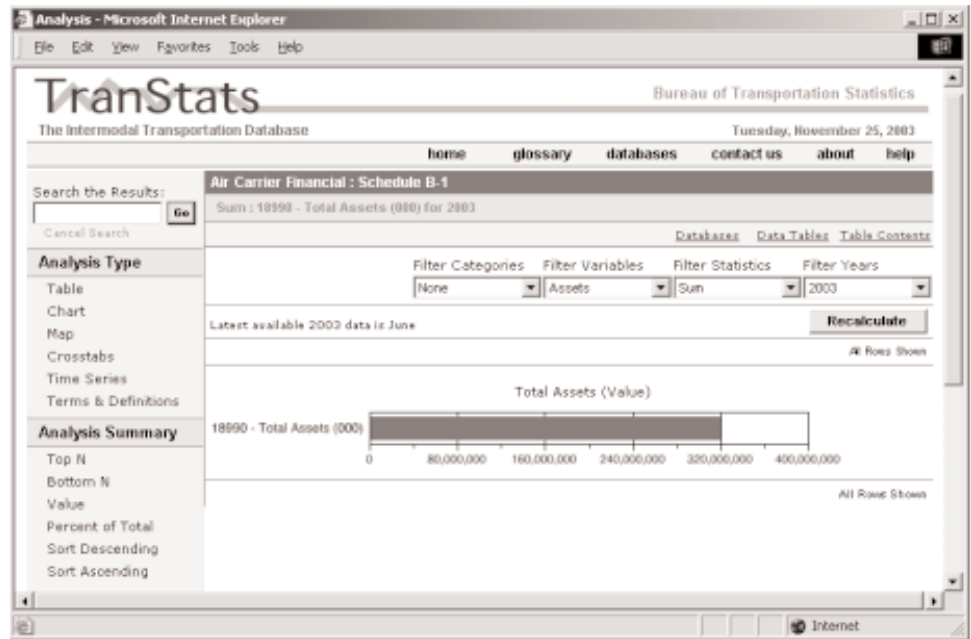 Analysis - Microsoft Internet Explorer
File Edit View Favorites Tools Help
TranStats
Bureau of Transportation Statistics
The Intermodal Transportation Database
Tuesday, November 25, 2003
home glossary databases contact us about help
Search the Results:
Go
Cancel Search
Air Carrier Financial : Schedule B-1
Sum : 18990 - Total Assets (000) for 2003
Databases Data Tables Table Contents
Analysis Type
Table
Chart
Map
Crosstabs
Time Series
Terms & Definitions
Analysis Summary
Top N
Bottom N
Value
Percent of Total
Sort Descending
Sort Ascending
Filter Categories Filter Variables Filter Statistics Filter Years
None Assets Sum 2003
Latest available 2003 data is June
Recalculate
All Rows Shown
Total Assets (Value)
18990 - Total Assets (000)
0 80,000,000 160,000,000 240,000,000 320,000,000 400,000,000
All Rows Shown
Internet